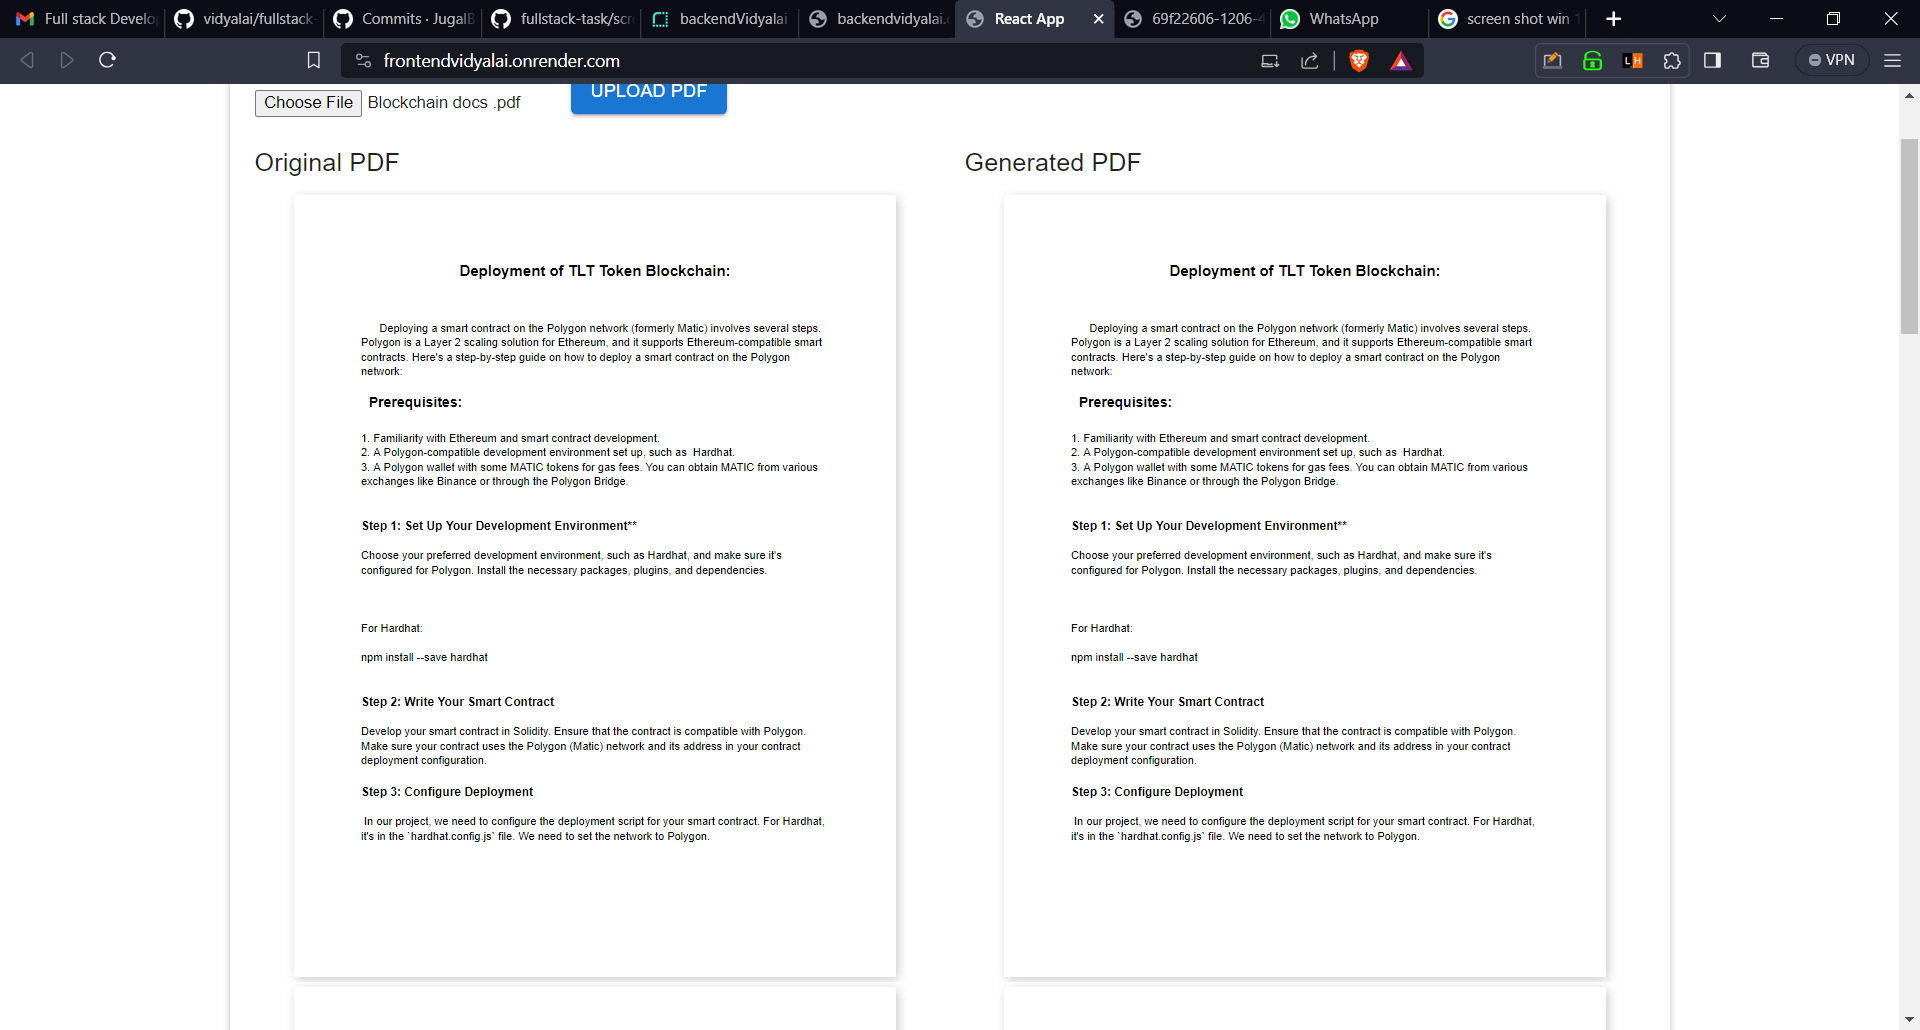 Full stack Develo
vidyalai/fullstack-
Commits · JugalB
fullstack-task/scr
backendVidyalai
backendvidyalai.
React App
69f22606-1206-4
WhatsApp
screen shot win
frontendvidyalai.onrender.com
VPN
Choose File Blockchain docs .pdf
UPLOAD PDF
Original PDF
Deployment of TLT Token Blockchain:
Deploying a smart contract on the Polygon network (formerly Matic) involves several steps.
Polygon is a Layer 2 scaling solution for Ethereum, and it supports Ethereum-compatible smart
contracts. Here's a step-by-step guide on how to deploy a smart contract on the Polygon
network:
Prerequisites:
1. Familiarity with Ethereum and smart contract development.
2. A Polygon-compatible development environment set up, such as  Hardhat.
3. A Polygon wallet with some MATIC tokens for gas fees. You can obtain MATIC from various
exchanges like Binance or through the Polygon Bridge.
Step 1: Set Up Your Development Environment**
Choose your preferred development environment, such as Hardhat, and make sure it's
configured for Polygon. Install the necessary packages, plugins, and dependencies.
For Hardhat:
npm install --save hardhat
Step 2: Write Your Smart Contract
Develop your smart contract in Solidity. Ensure that the contract is compatible with Polygon.
Make sure your contract uses the Polygon (Matic) network and its address in your contract
deployment configuration.
Step 3: Configure Deployment
In our project, we need to configure the deployment script for your smart contract. For Hardhat,
it's in the `hardhat.config.js` file. We need to set the network to Polygon.
Generated PDF
Deployment of TLT Token Blockchain:
Deploying a smart contract on the Polygon network (formerly Matic) involves several steps.
Polygon is a Layer 2 scaling solution for Ethereum, and it supports Ethereum-compatible smart
contracts. Here's a step-by-step guide on how to deploy a smart contract on the Polygon
network:
Prerequisites:
1. Familiarity with Ethereum and smart contract development.
2. A Polygon-compatible development environment set up, such as  Hardhat.
3. A Polygon wallet with some MATIC tokens for gas fees. You can obtain MATIC from various
exchanges like Binance or through the Polygon Bridge.
Step 1: Set Up Your Development Environment**
Choose your preferred development environment, such as Hardhat, and make sure it's
configured for Polygon. Install the necessary packages, plugins, and dependencies.
For Hardhat:
npm install --save hardhat
Step 2: Write Your Smart Contract
Develop your smart contract in Solidity. Ensure that the contract is compatible with Polygon.
Make sure your contract uses the Polygon (Matic) network and its address in your contract
deployment configuration.
Step 3: Configure Deployment
In our project, we need to configure the deployment script for your smart contract. For Hardhat,
it's in the `hardhat.config.js` file. We need to set the network to Polygon.